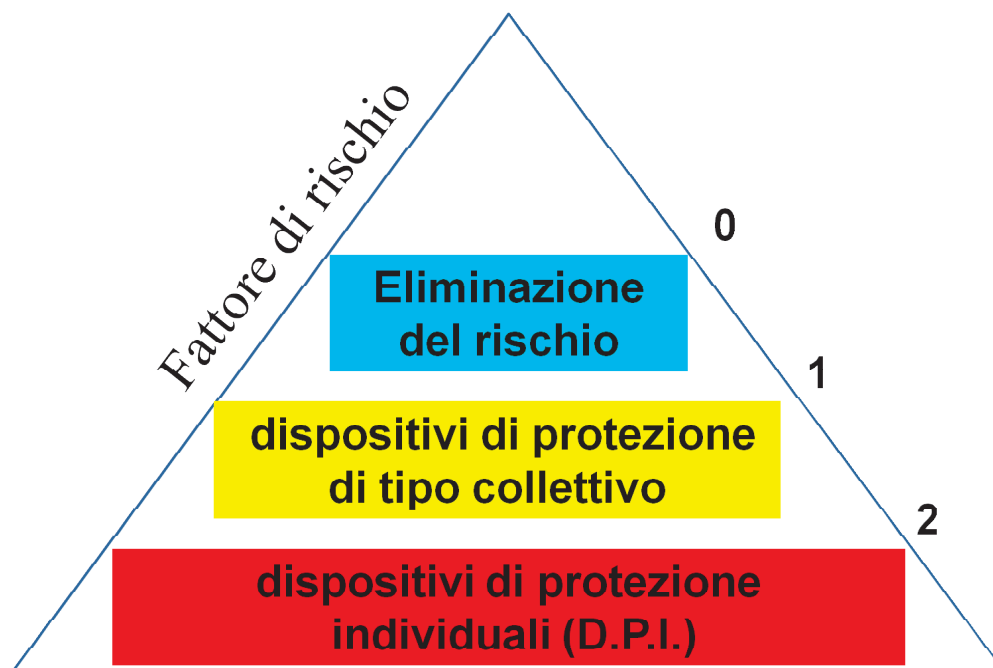 Fattore di rischio
0
Eliminazione
del rischio
1
dispositivi di protezione
di tipo collettivo
2
dispositivi di protezione
individuali (D.P.I.)